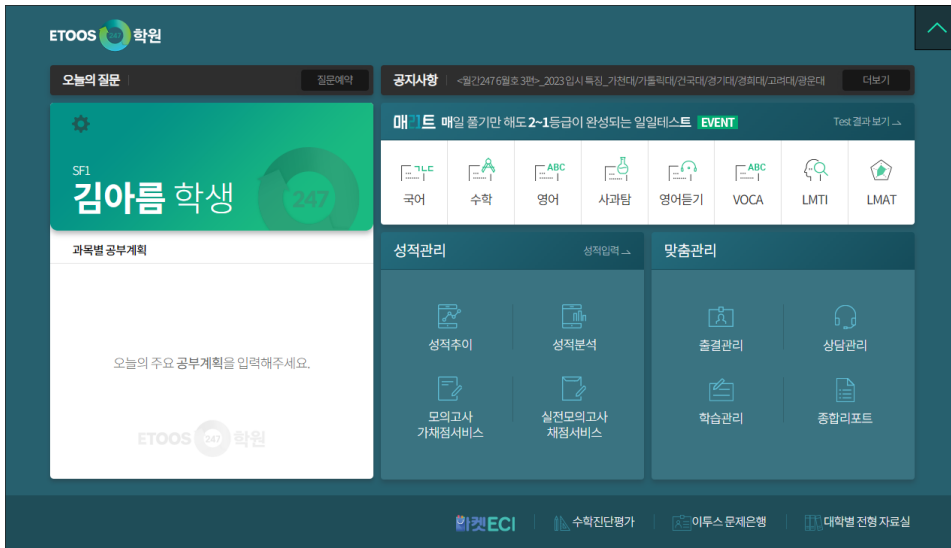 ETOOS 247 학원
오늘의 질문
질문예약
공지사항
<월간247 6월호 3편>_2023 입시 특징_가천대/가톨릭대/건국대/경기대/경희대/고려대/광운대
더보기
매리트 매일 풀기만 해도 2~1등급이 완성되는 일일테스트 EVENT
Test 결과 보기
SF1
김아름 학생
247
국어
수학
ABC
영어
사과탐
영어듣기
ABC
VOCA
LMTI
LMAT
과목별 공부계획
오늘의 주요 공부계획을 입력해주세요.
ETOOS 247 학원
성적관리
성적입력
성적추이
성적분석
모의고사
가채점서비스
실전모의고사
채점서비스
맞춤관리
출결관리
상담관리
학습관리
종합리포트
마켓ECI
수학진단평가
이투스 문제은행
대학별 전형 자료실